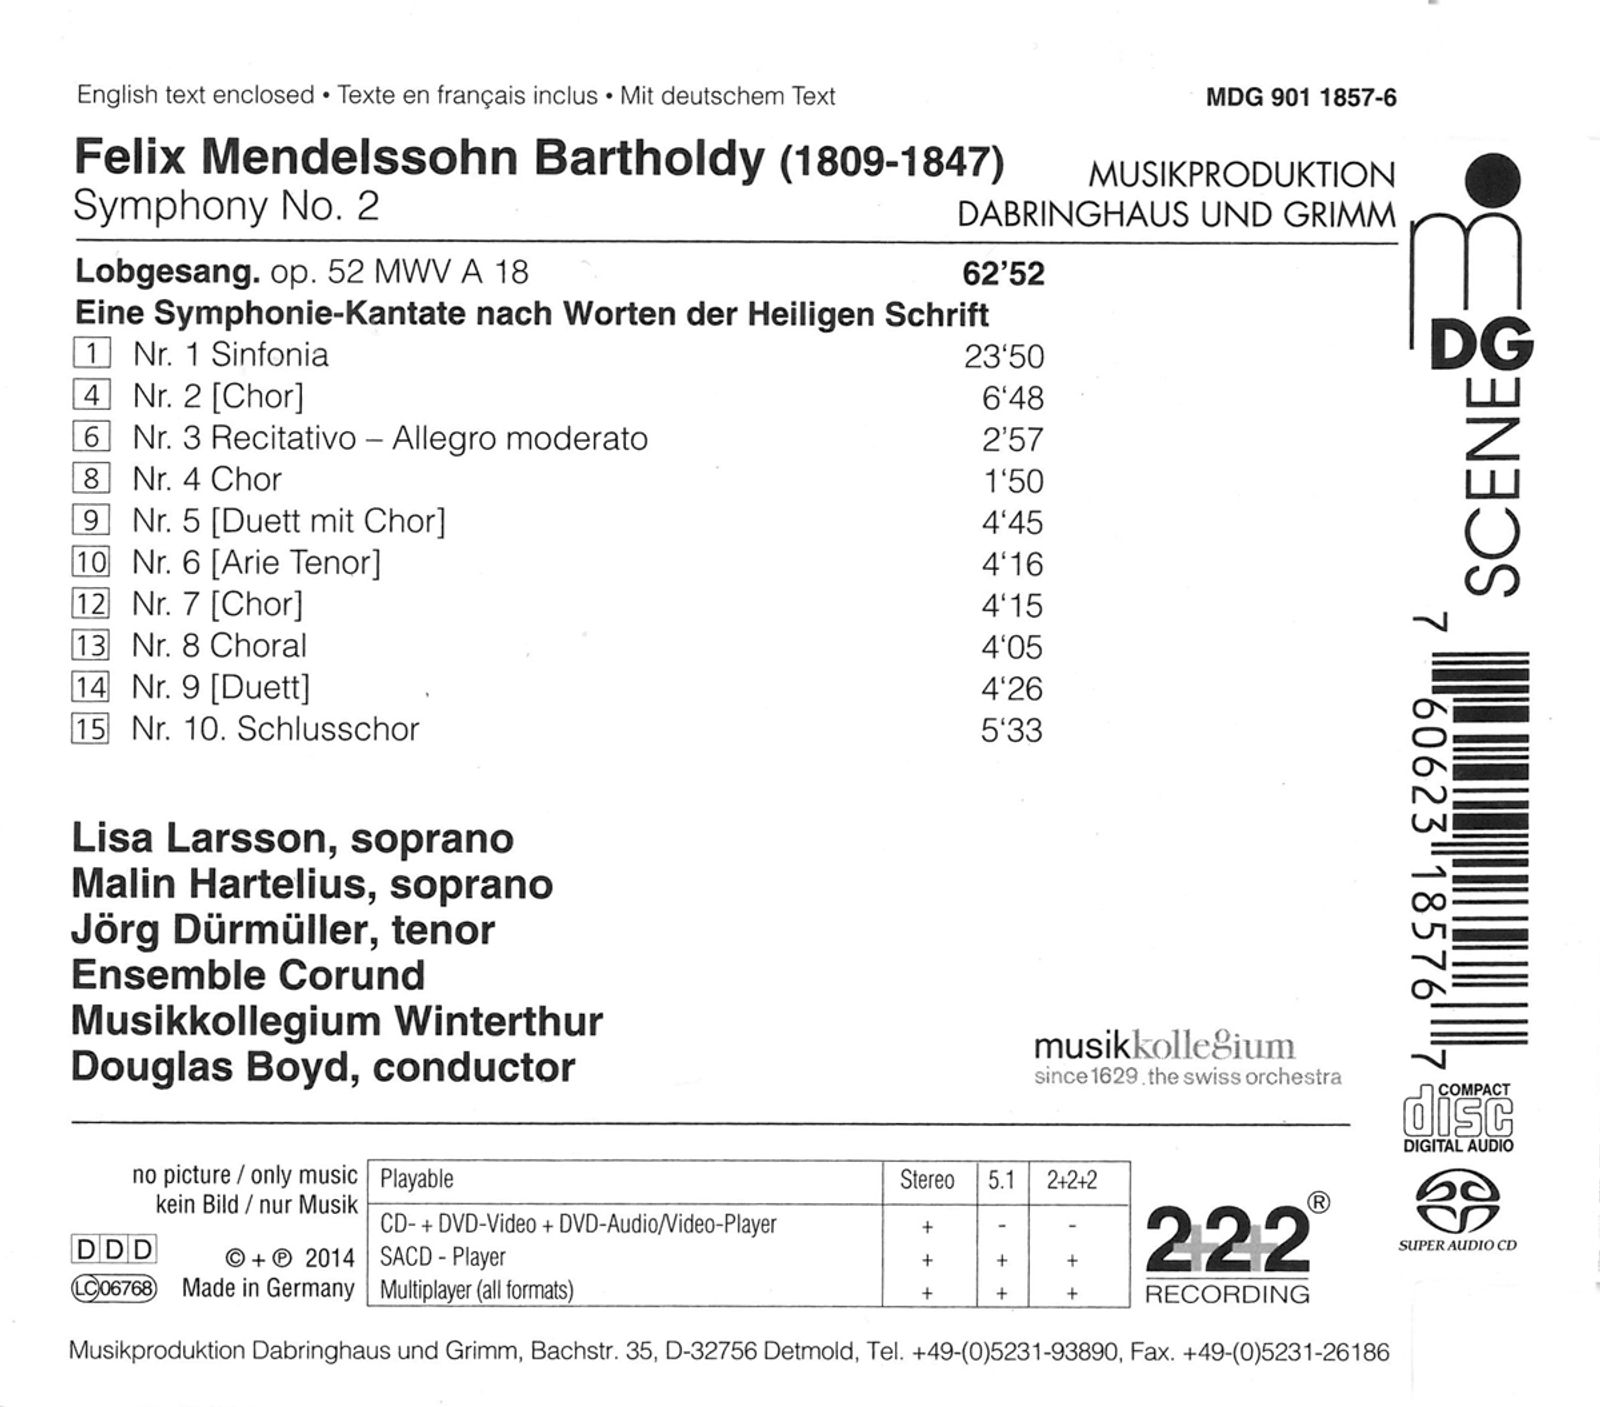 English text enclosed • Texte en français inclus • Mit deutschem Text
MDG 901 1857-6
Felix Mendelssohn Bartholdy (1809-1847)
Symphony No. 2
MUSIKPRODUKTION
DABRINGHAUS UND GRIMM
Lobgesang. op. 52 MWV A 18 62’52
Eine Symphonie-Kantate nach Worten der Heiligen Schrift
1 Nr. 1 Sinfonia 23‘50
4 Nr. 2 [Chor] 6‘48
6 Nr. 3 Recitativo – Allegro moderato 2’57
8 Nr. 4 Chor 1‘50
9 Nr. 5 [Duett mit Chor] 4‘45
10 Nr. 6 [Arie Tenor] 4‘16
12 Nr. 7 [Chor] 4‘15
13 Nr. 8 Choral 4‘05
14 Nr. 9 [Duett] 4‘26
15 Nr. 10. Schlusschor 5‘33
Lisa Larsson, soprano
Malin Hartelius, soprano
Jörg Dürmüller, tenor
Ensemble Corund
Musikkollegium Winterthur
Douglas Boyd, conductor
musikkollegium
since1629.the swiss orchestra
mDG
SCENE
7 60623 18576 7
COMPACT
disc
DIGITAL AUDIO
SUPER AUDIO CD
no picture / only music
kein Bild / nur Musik
DDD
© + ℗ 2014
LC 06768
Made in Germany
Playable Stereo 5.1 2+2+2
CD- + DVD-Video + DVD-Audio/Video-Player + - -
SACD - Player + + +
Multiplayer (all formats) + + +
2+2+2®
RECORDING
Musikproduktion Dabringhaus und Grimm, Bachstr. 35, D-32756 Detmold, Tel. +49-(0)5231-93890, Fax. +49-(0)5231-26186